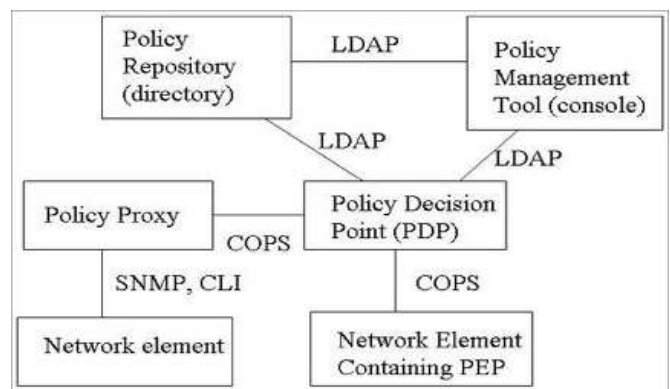 Policy
Repository
(directory)
LDAP
Policy
Management
Tool (console)
LDAP
LDAP
Policy Proxy
COPS
Policy Decision
Point (PDP)
SNMP, CLI
COPS
Network element
Network Element
Containing PEP